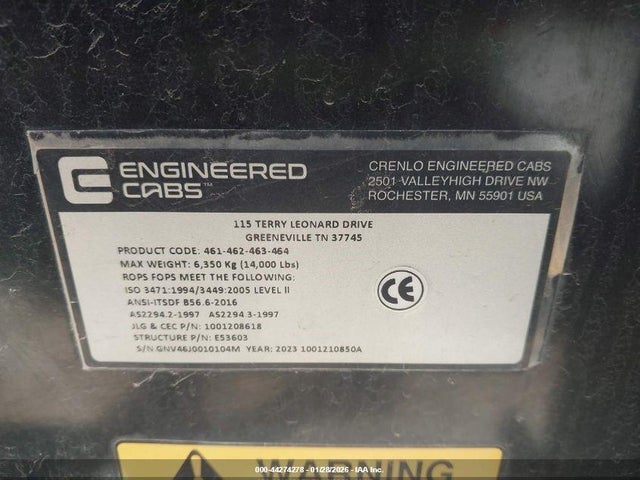 ENGINEERED
CABS™
CRENLO ENGINEERED CABS
2501 VALLEYHIGH DRIVE NW
ROCHESTER, MN 55901 USA
115 TERRY LEONARD DRIVE
GREENEVILLE TN 37745
PRODUCT CODE: 461-462-463-464
MAX WEIGHT: 6,350 Kg (14,000 Lbs)
ROPS FOPS MEET THE FOLLOWING:
ISO 3471:1994/3449:2005 LEVEL II
ANSI-ITSDF B56.6-2016
AS2294.2-1997 AS2294.3-1997
JLG & CEC P/N: 1001208618
STRUCTURE P/N: E53603
S/N GNV46J0010104M YEAR: 2023 1001210850A
CE
WARNING
000-44274278 - 01/28/2026 - IAA Inc.